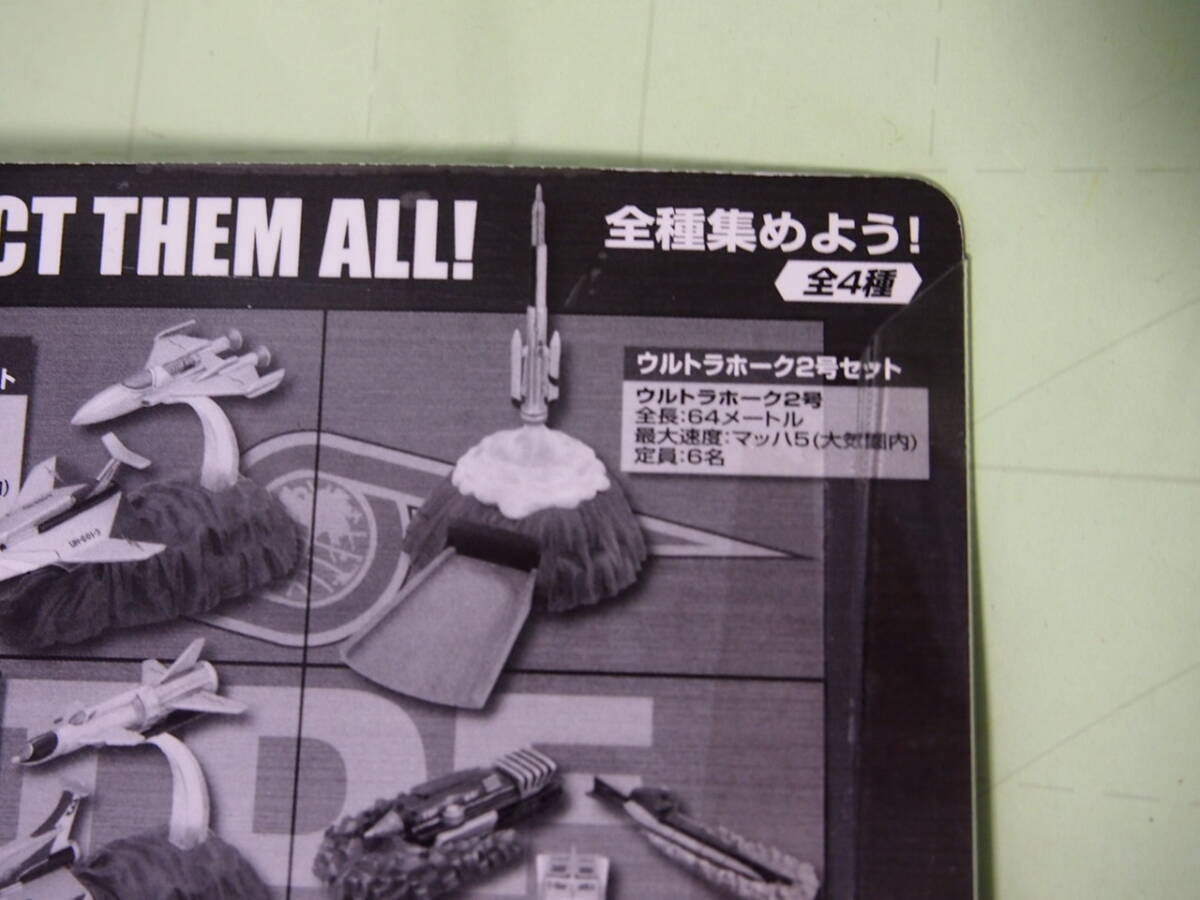 CT THEM ALL!
全種集めよう!
全4種
ト
ウルトラホーク2号セット
ウルトラホーク2号
全長:64メートル
最大速度:マッハ5(大気圏内)
定員:6名
)